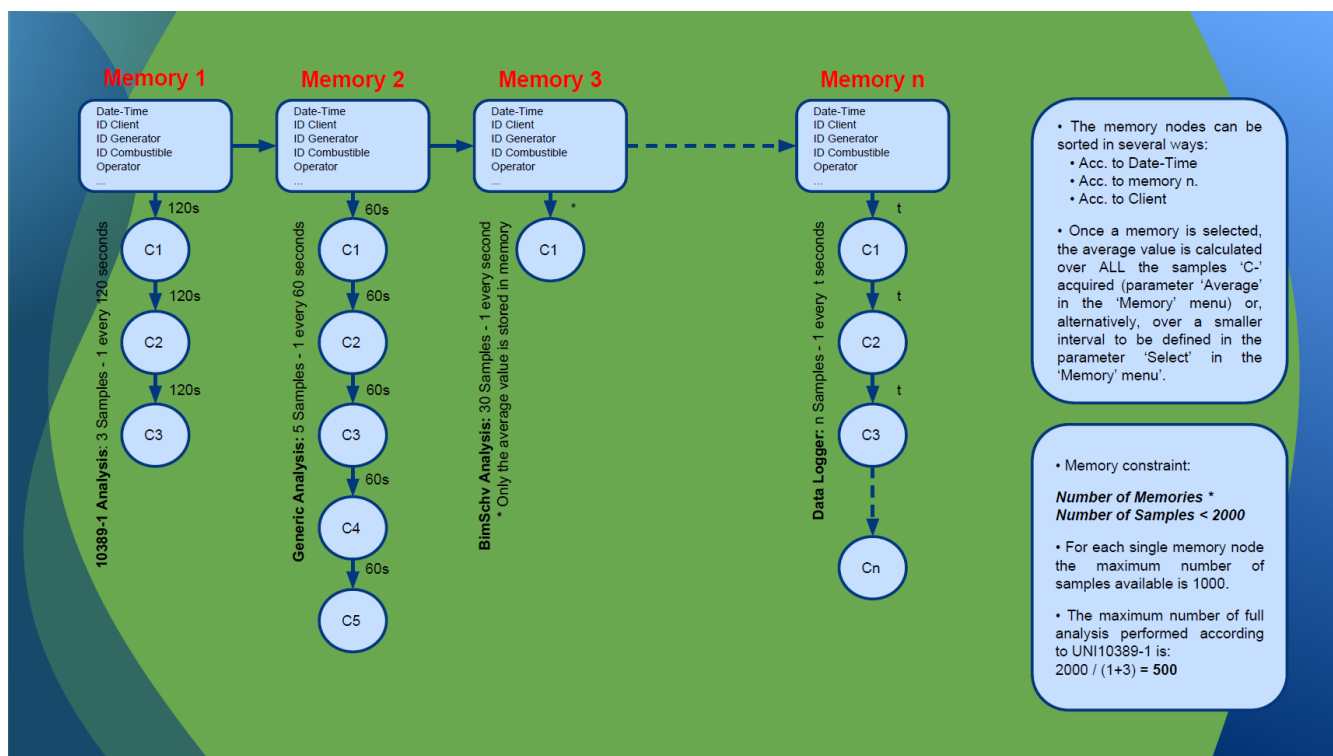 Memory 1
Date-Time
ID Client
ID Generator
ID Combustible
Operator
...
120s
C1
120s
C2
120s
C3
10389-1 Analysis: 3 Samples - 1 every 120 seconds
Memory 2
Date-Time
ID Client
ID Generator
ID Combustible
Operator
...
60s
C1
60s
C2
60s
C3
60s
C4
60s
C5
Generic Analysis: 5 Samples - 1 every 60 seconds
Memory 3
Date-Time
ID Client
ID Generator
ID Combustible
Operator
...
*
C1
BimSchv Analysis: 30 Samples - 1 every second
* Only the average value is stored in memory
Memory n
Date-Time
ID Client
ID Generator
ID Combustible
Operator
...
t
C1
t
C2
t
C3
Cn
Data Logger: n Samples - 1 every t seconds
• The memory nodes can be
sorted in several ways:
• Acc. to Date-Time
• Acc. to memory n.
• Acc. to Client
• Once a memory is selected,
the average value is calculated
over ALL the samples ‘C-’
acquired (parameter ‘Average’
in the ‘Memory’ menu) or,
alternatively, over a smaller
interval to be defined in the
parameter ‘Select’ in the
‘Memory’ menu’.
• Memory constraint:
Number of Memories *
Number of Samples < 2000
• For each single memory node
the maximum number of
samples available is 1000.
• The maximum number of full
analysis performed according
to UNI10389-1 is:
2000 / (1+3) = 500